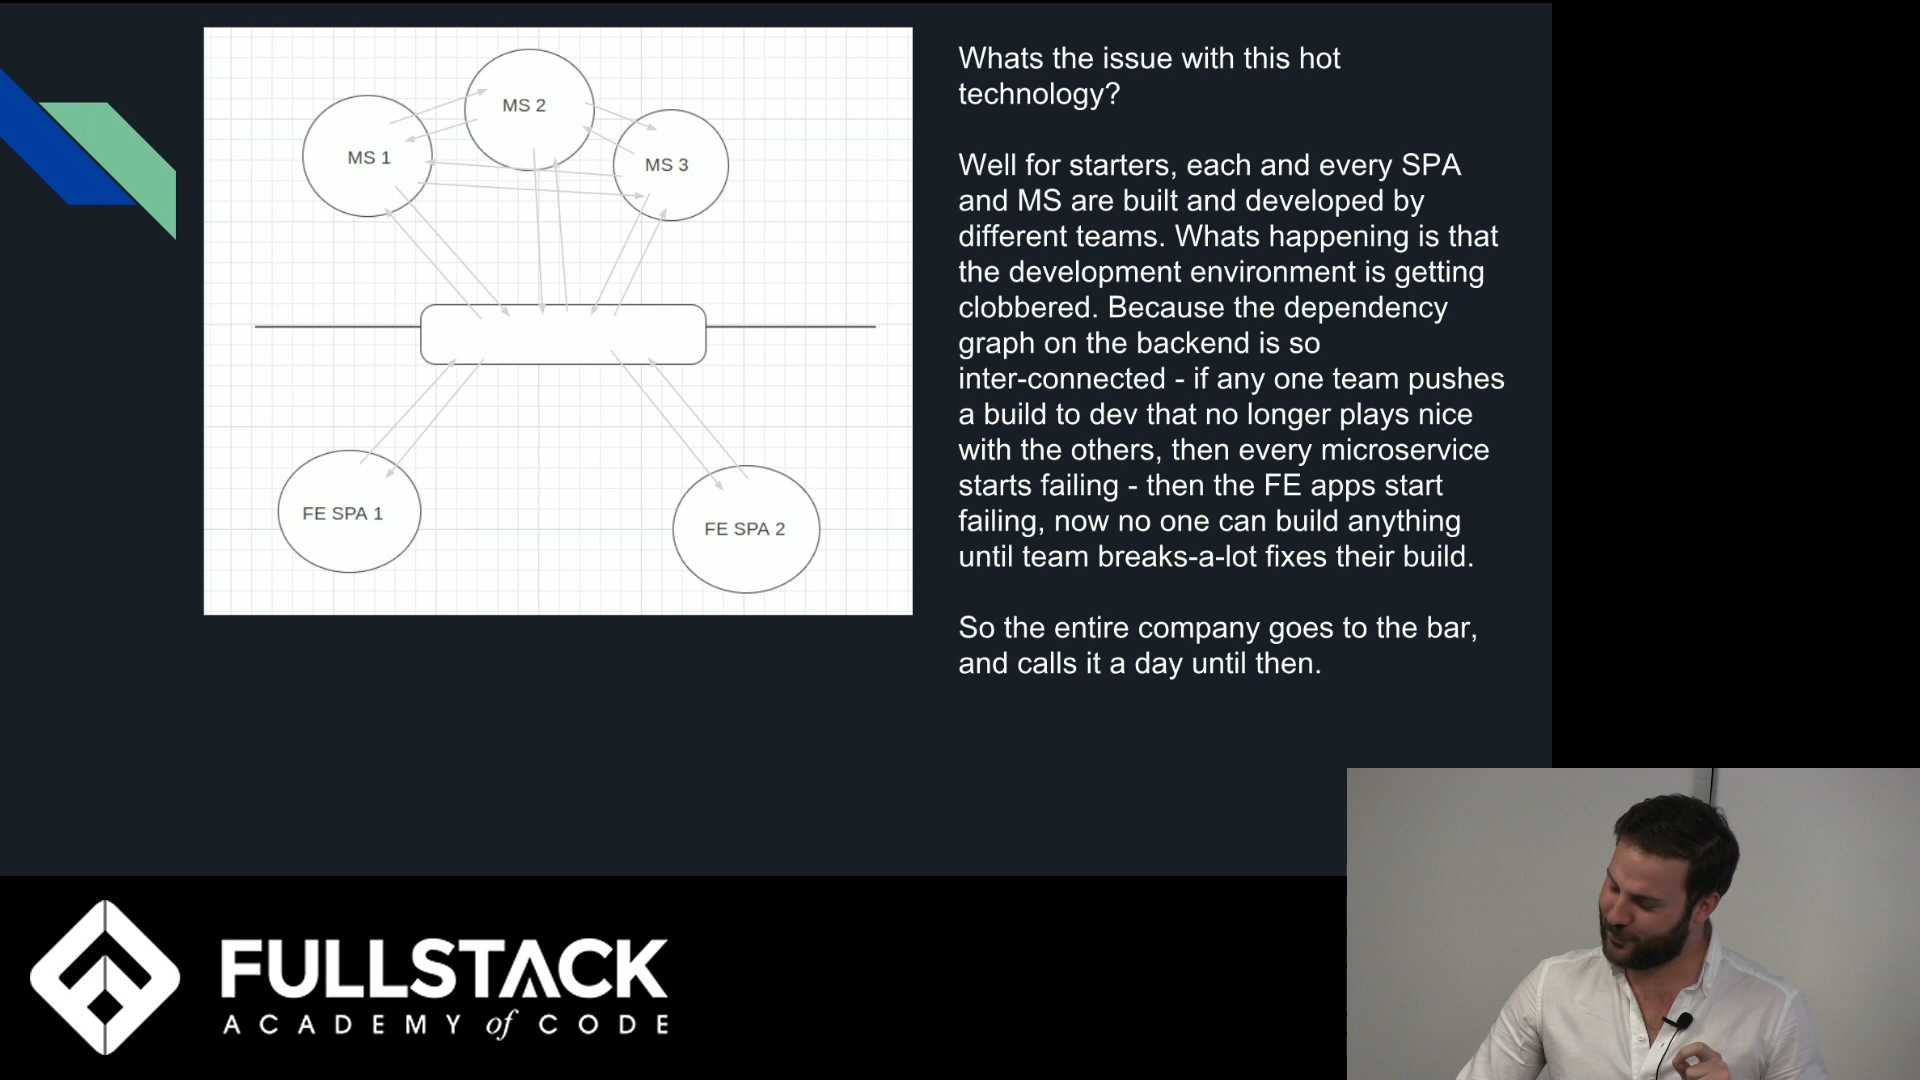 MS 2
MS 1
MS 3
FE SPA 1
FE SPA 2
Whats the issue with this hot
technology?
Well for starters, each and every SPA
and MS are built and developed by
different teams. Whats happening is that
the development environment is getting
clobbered. Because the dependency
graph on the backend is so
inter-connected - if any one team pushes
a build to dev that no longer plays nice
with the others, then every microservice
starts failing - then the FE apps start
failing, now no one can build anything
until team breaks-a-lot fixes their build.
So the entire company goes to the bar,
and calls it a day until then.
FULLSTACK
ACADEMY of CODE